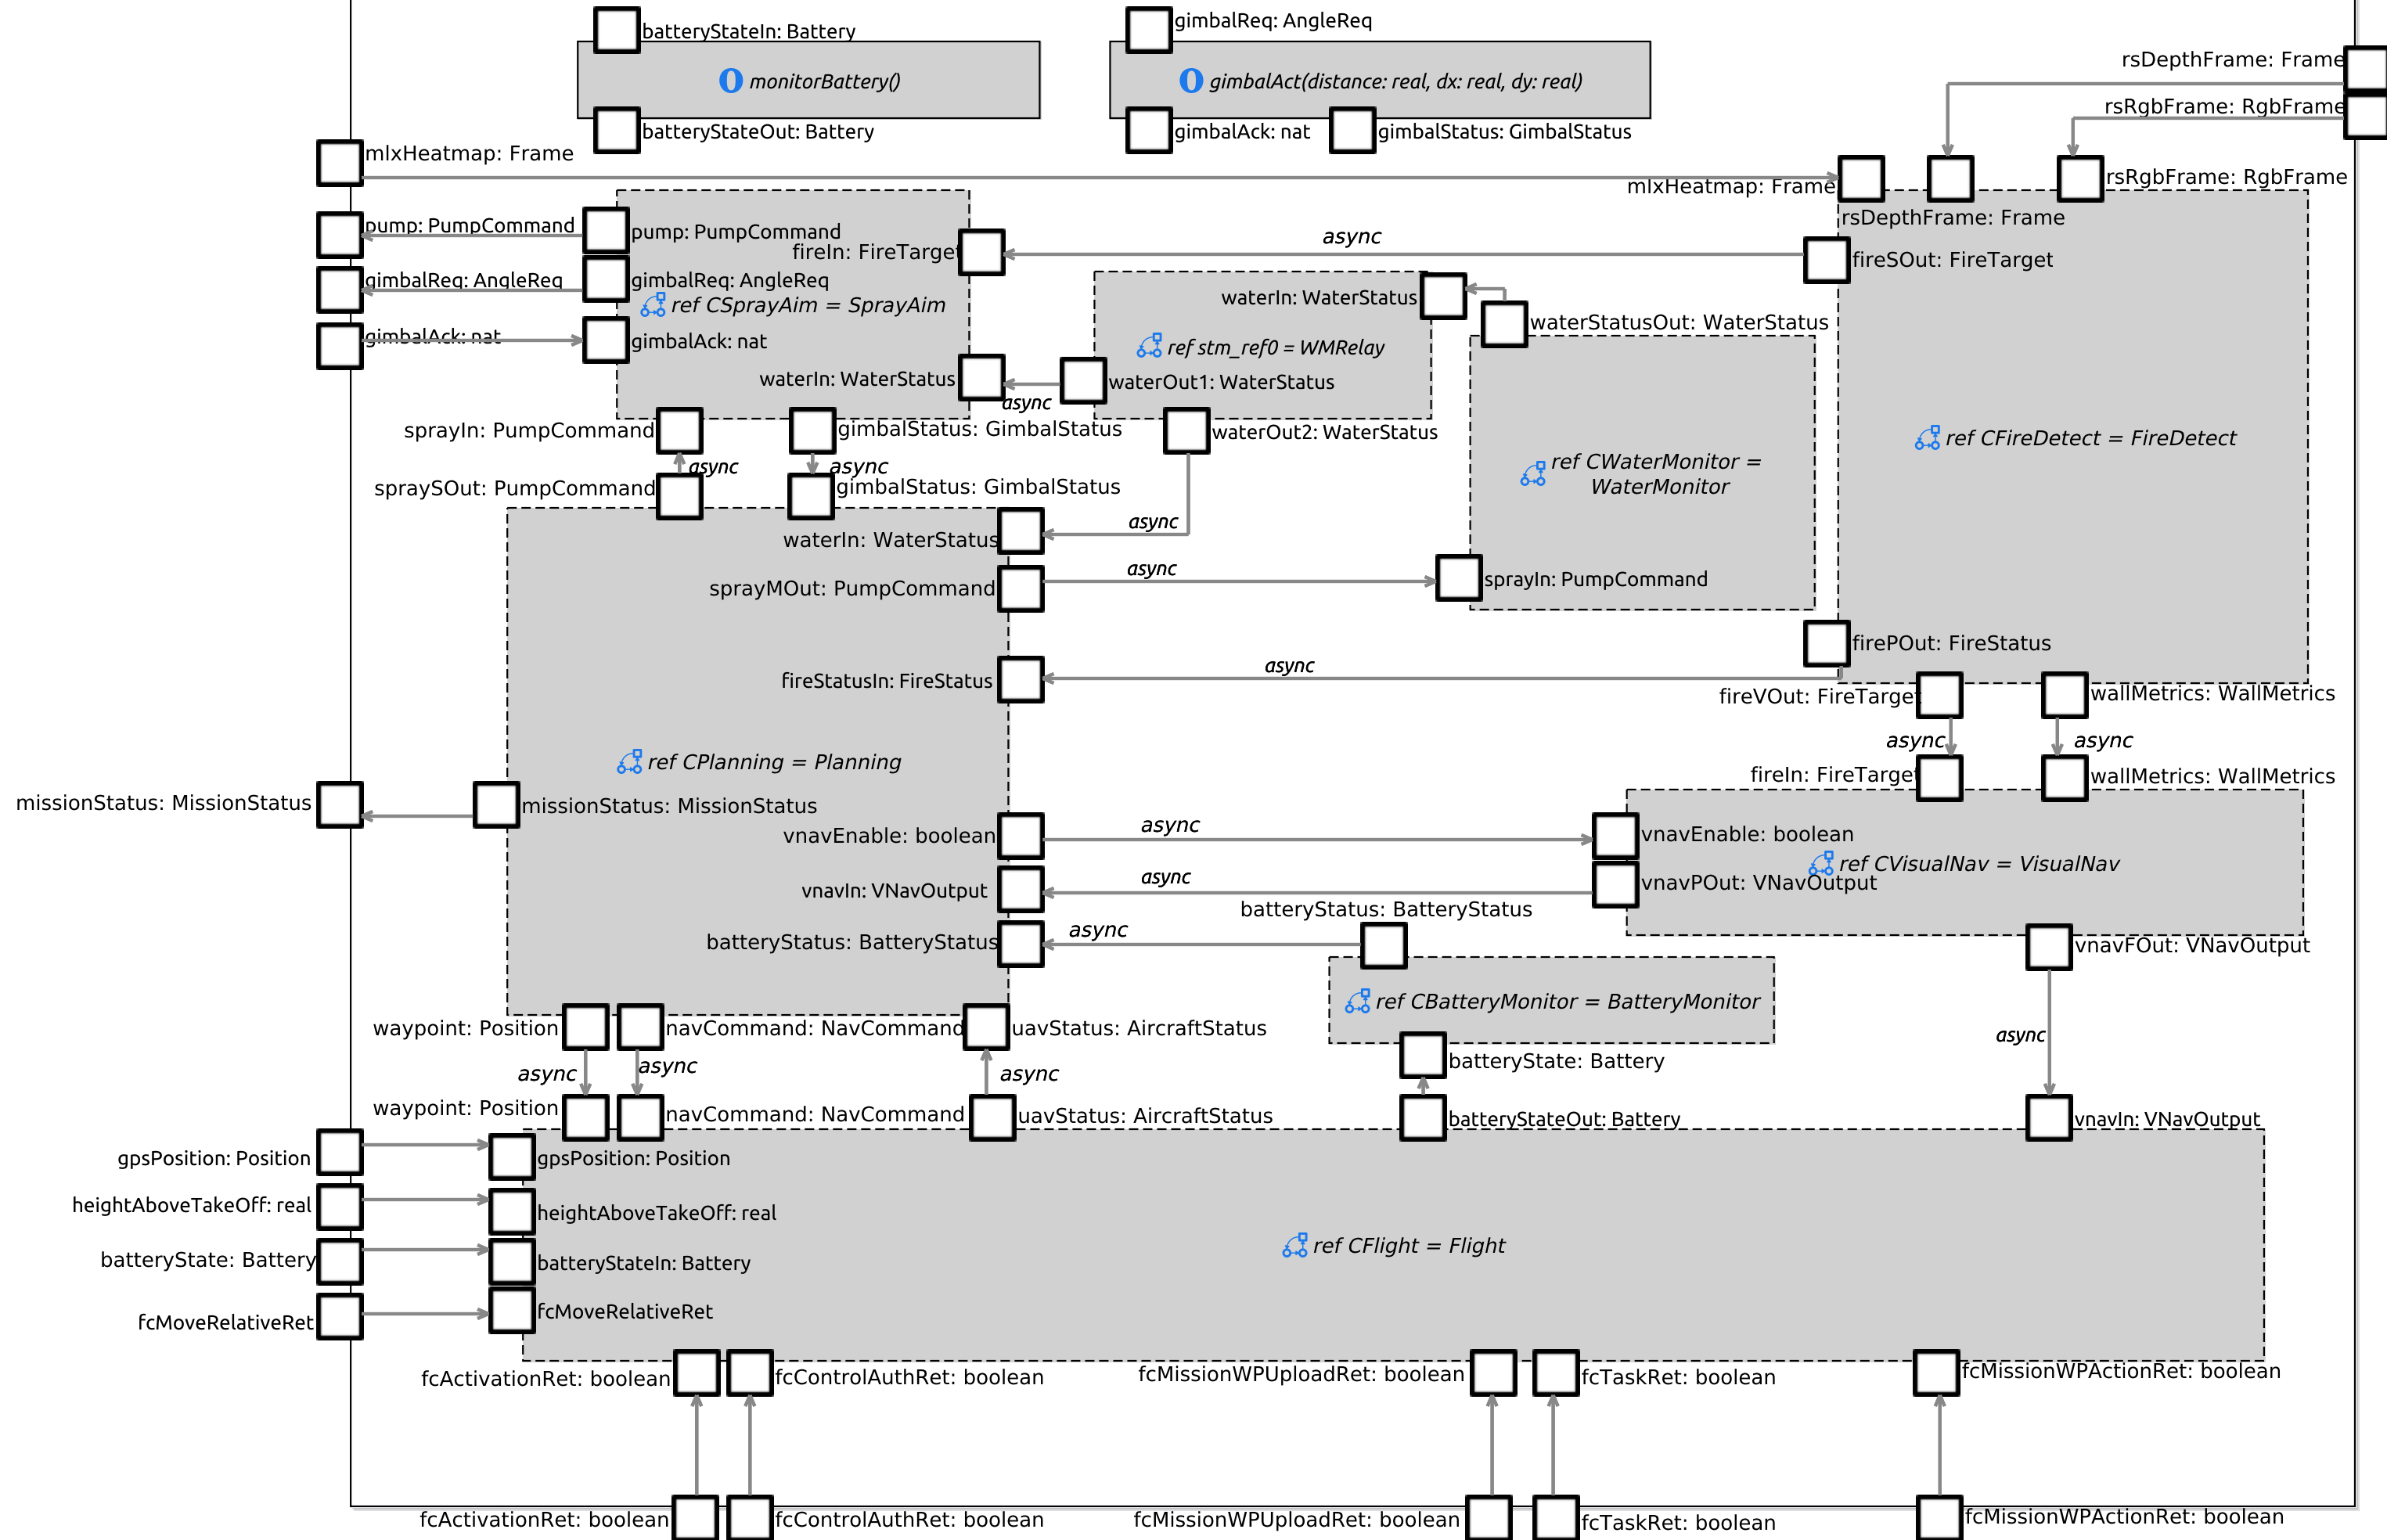 batteryStateIn: Battery
monitorBattery()
batteryStateOut: Battery
gimbalReq: AngleReq
gimbalAct(distance: real, dx: real, dy: real)
gimbalAck: nat
gimbalStatus: GimbalStatus
rsDepthFrame: Frame
rsRgbFrame: RgbFrame
mlxHeatmap: Frame
mlxHeatmap: Frame
rsRgbFrame: RgbFrame
rsDepthFrame: Frame
pump: PumpCommand
pump: PumpCommand
fireIn: FireTarget
async
fireSOut: FireTarget
gimbalReq: AngleReq
gimbalReq: AngleReq
ref CSprayAim = SprayAim
gimbalAck: nat
gimbalAck: nat
waterIn: WaterStatus
waterIn: WaterStatus
waterStatusOut: WaterStatus
ref stm_ref0 = WMRelay
waterOut1: WaterStatus
async
sprayIn: PumpCommand
gimbalStatus: GimbalStatus
waterOut2: WaterStatus
ref CFireDetect = FireDetect
async
async
ref CWaterMonitor =
WaterMonitor
spraySOut: PumpCommand
gimbalStatus: GimbalStatus
waterIn: WaterStatus
async
sprayMOut: PumpCommand
async
sprayIn: PumpCommand
firePOut: FireStatus
fireStatusIn: FireStatus
async
fireVOut: FireTarget
wallMetrics: WallMetrics
async
async
ref CPlanning = Planning
fireIn: FireTarget
wallMetrics: WallMetrics
missionStatus: MissionStatus
missionStatus: MissionStatus
vnavEnable: boolean
async
vnavEnable: boolean
ref CVisualNav = VisualNav
vnavIn: VNavOutput
async
vnavPOut: VNavOutput
batteryStatus: BatteryStatus
batteryStatus: BatteryStatus
async
vnavFOut: VNavOutput
ref CBatteryMonitor = BatteryMonitor
waypoint: Position
navCommand: NavCommand
uavStatus: AircraftStatus
async
batteryState: Battery
async
async
async
waypoint: Position
navCommand: NavCommand
uavStatus: AircraftStatus
batteryStateOut: Battery
vnavIn: VNavOutput
gpsPosition: Position
gpsPosition: Position
heightAboveTakeOff: real
heightAboveTakeOff: real
batteryState: Battery
batteryStateIn: Battery
ref CFlight = Flight
fcMoveRelativeRet
fcMoveRelativeRet
fcActivationRet: boolean
fcControlAuthRet: boolean
fcMissionWPUploadRet: boolean
fcTaskRet: boolean
fcMissionWPActionRet: boolean
fcActivationRet: boolean
fcControlAuthRet: boolean
fcMissionWPUploadRet: boolean
fcTaskRet: boolean
fcMissionWPActionRet: boolean